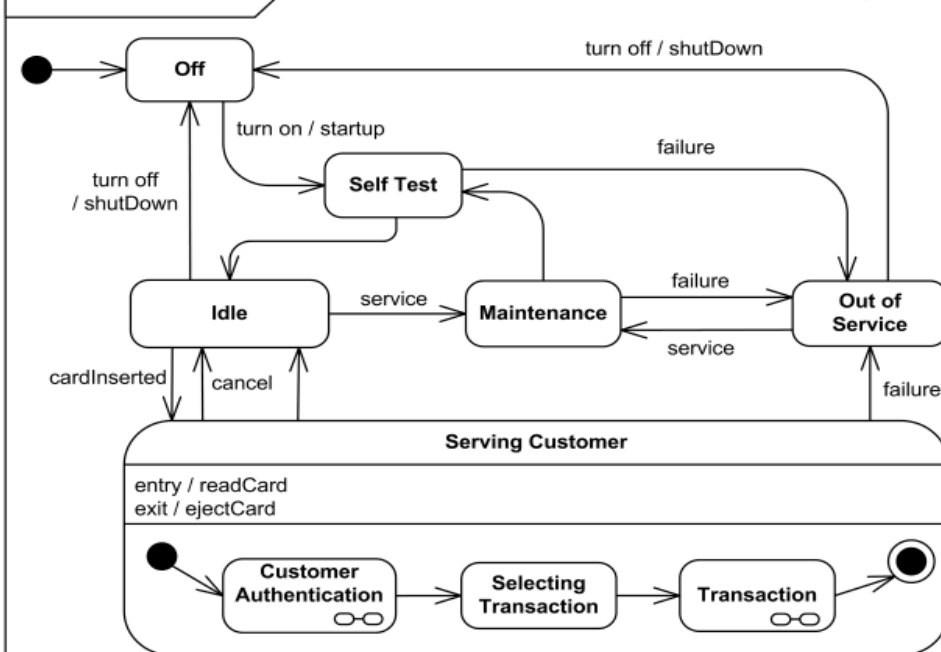 turn off / shutDown
Off
turn on / startup
failure
turn off
/ shutDown
Self Test
Idle
service
Maintenance
failure
service
Out of
Service
cardInserted
cancel
failure
Serving Customer
entry / readCard
exit / ejectCard
Customer
Authentication
Selecting
Transaction
Transaction